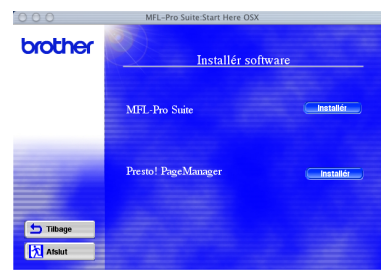 MFL-Pro Suite:Start Here OSX
brother
Installér software
MFL-Pro Suite
Installér
Presto! PageManager
Installér
Tilbage
Afslut